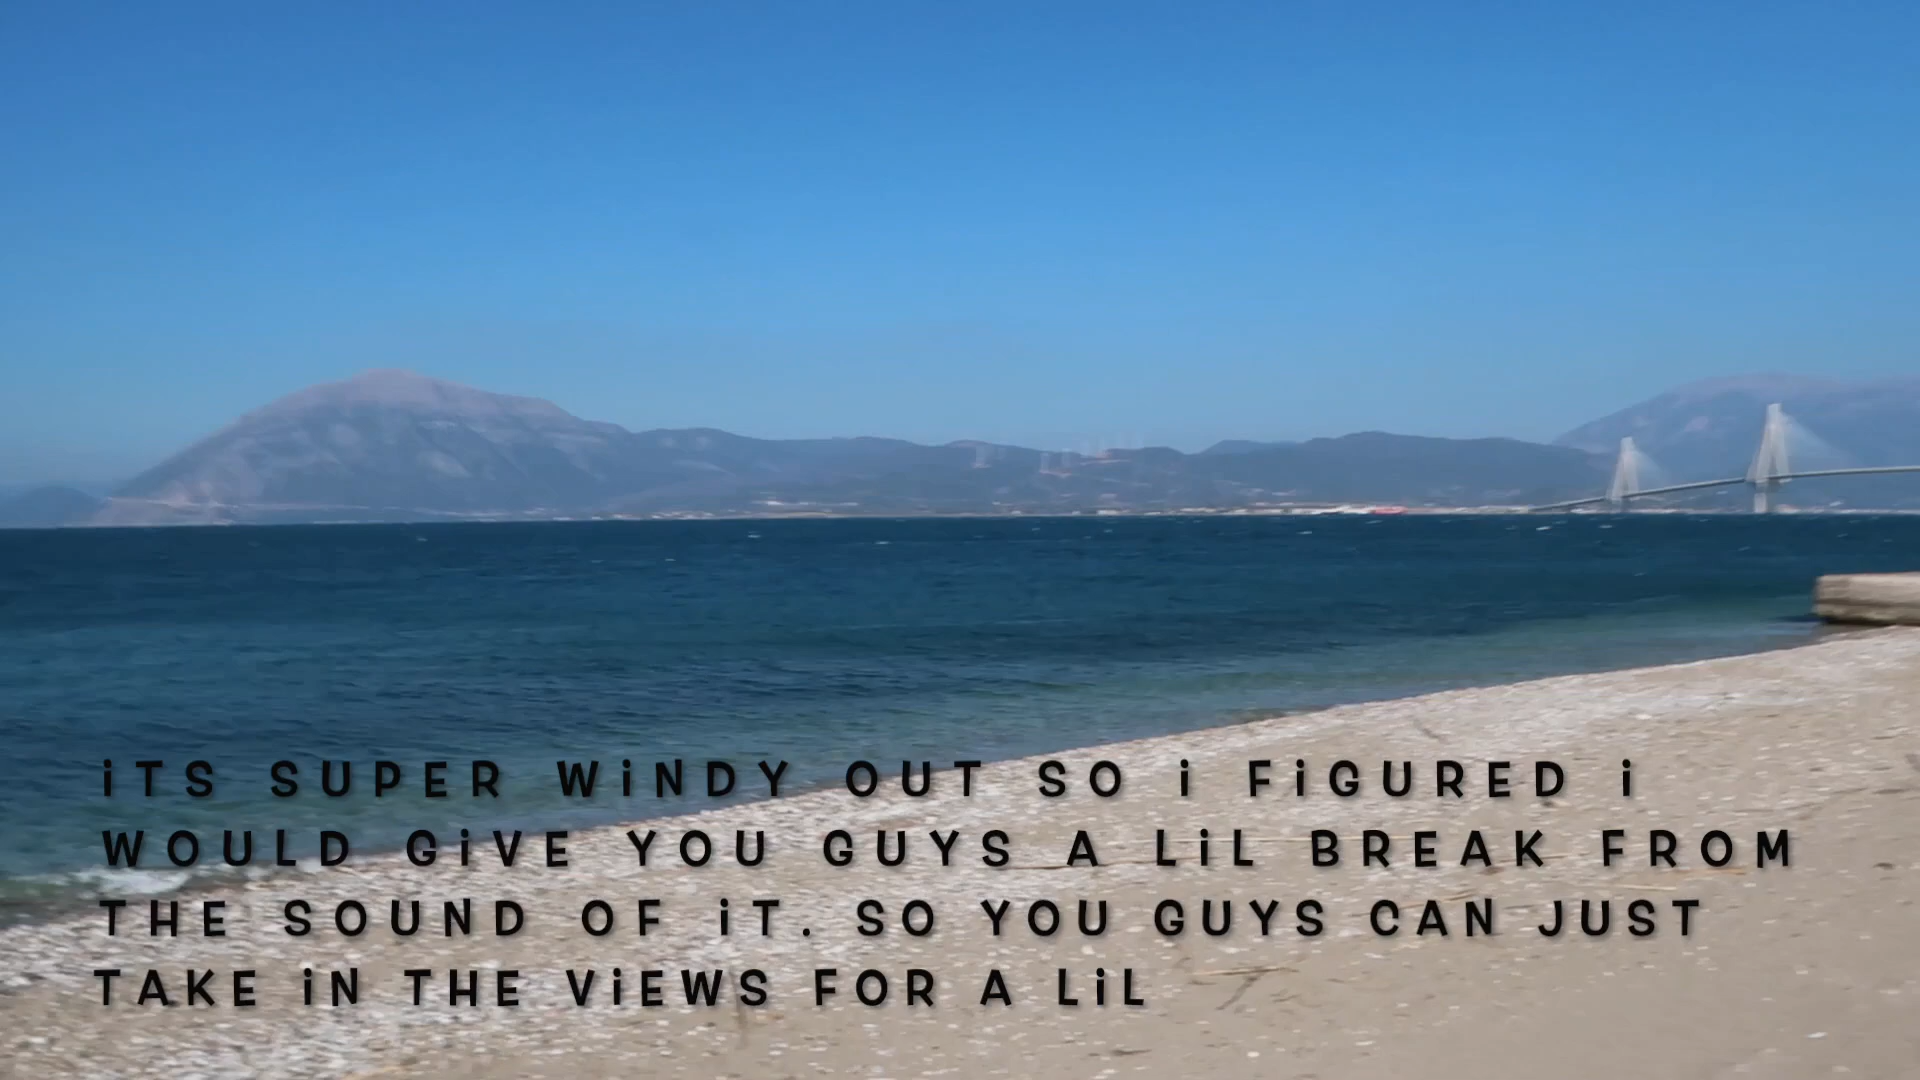 iTS SUPER WiNDY OUT SO i FiGURED i
WOULD GiVE YOU GUYS A LiL BREAK FROM
THE SOUND OF iT. SO YOU GUYS CAN JUST
TAKE iN THE ViEWS FOR A LiL